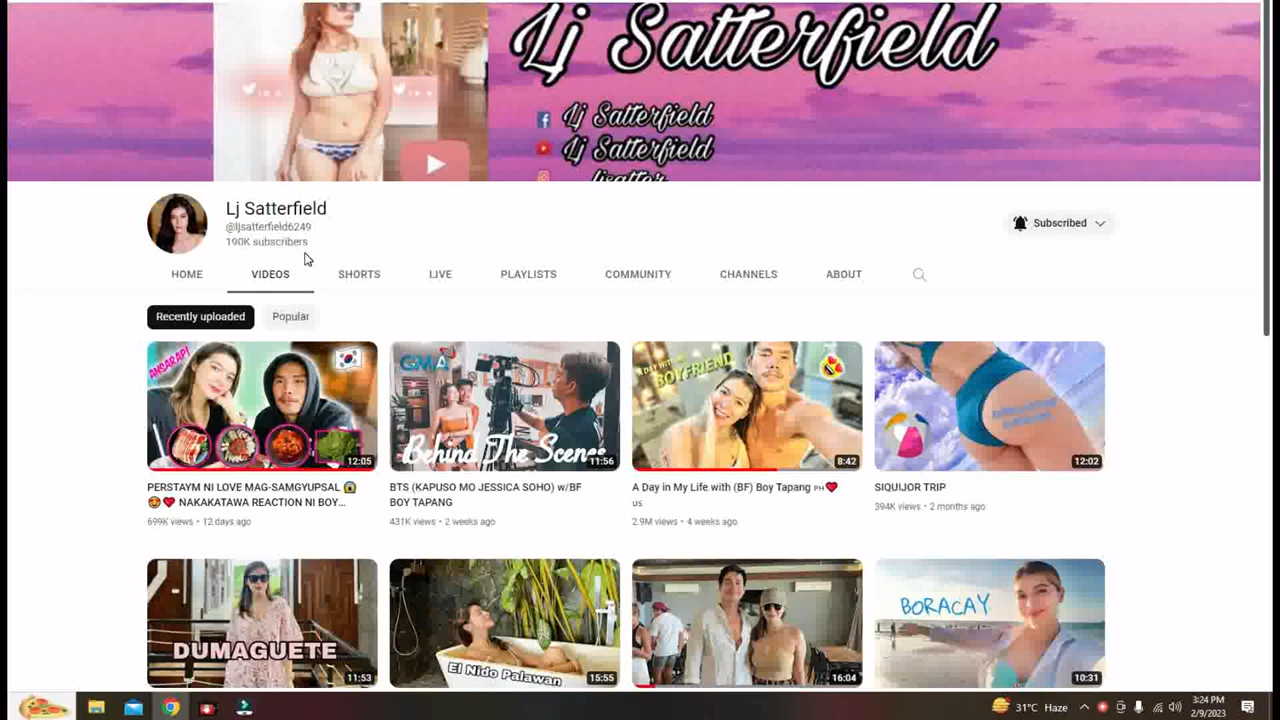 Lj Satterfield
Lj Satterfield
Lj Satterfield
Lj Satterfield
@ljsatterfield6249
190K subscribers
Subscribed
HOME VIDEOS SHORTS LIVE PLAYLISTS COMMUNITY CHANNELS ABOUT
Recently uploaded Popular
ANSARAP!
12:05
GMA
Behind The Scenes
11:56
A DAY WITH MY
BOYFRIEND
8:42
12:02
PERSTAYM NI LOVE MAG-SAMGYUPSAL 😱
😍❤️ NAKAKATAWA REACTION NI BOY...
699K views • 12 days ago
BTS (KAPUSO MO JESSICA SOHO) w/BF
BOY TAPANG
431K views • 2 weeks ago
A Day in My Life with (BF) Boy Tapang PH❤️
US
2.9M views • 4 weeks ago
SIQUIJOR TRIP
394K views • 2 months ago
DUMAGUETE
11:53
El Nido Palawan
15:55
16:04
BORACAY
10:31
31°C Haze
3:24 PM
2/9/2023